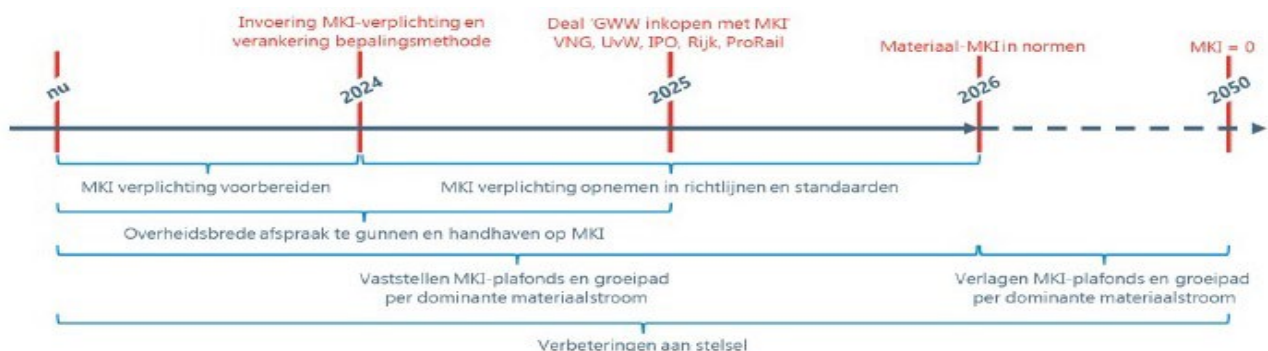 Invoering MKI-verplichting en
verankering bepalingsmethode
Deal 'GWW inkopen met MKI'
VNG, UvW, IPO, Rijk, ProRail
Materiaal-MKI in normen
MKI = 0
nu
2024
2025
2026
2050
MKI verplichting voorbereiden
MKI verplichting opnemen in richtlijnen en standaarden
Overheidsbrede afspraak te gunnen en handhaven op MKI
Vaststellen MKI-plafonds en groeipad
per dominante materiaalstroom
Verlagen MKI-plafonds en groeipad
per dominante materiaalstroom
Verbeteringen aan stelsel